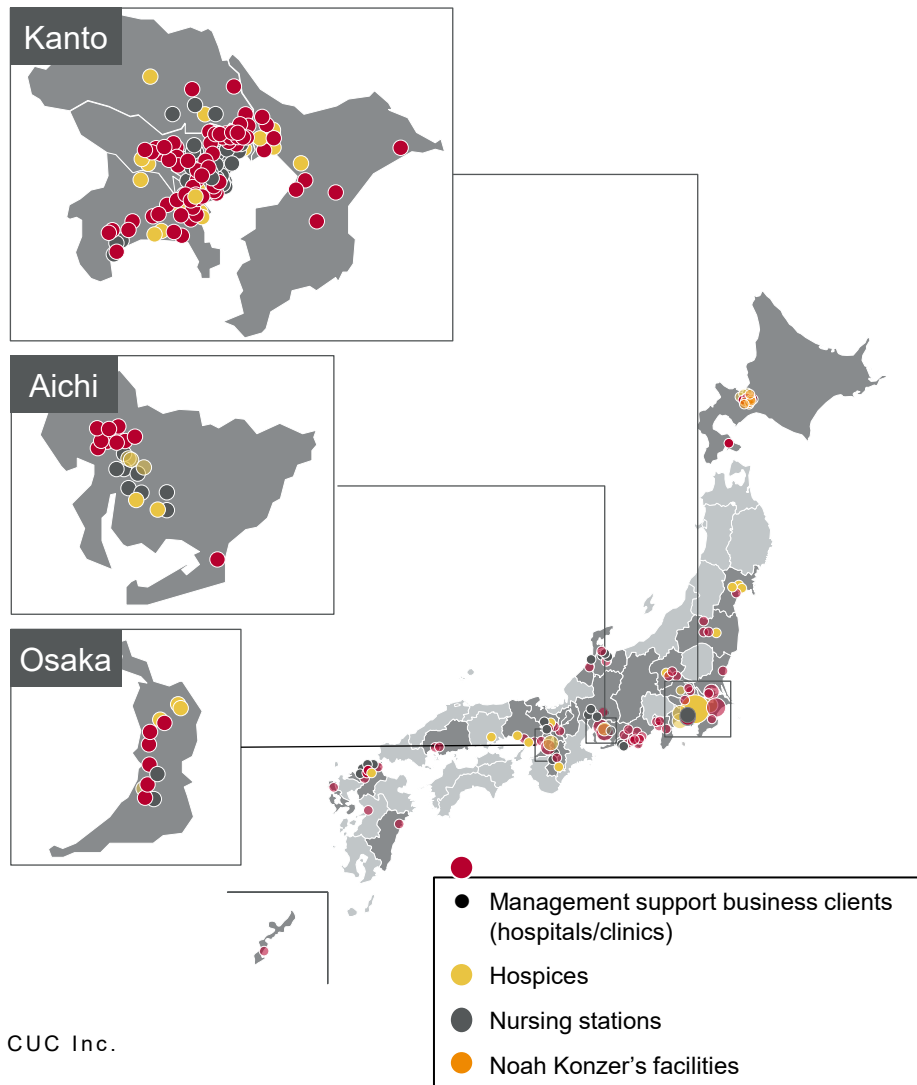 Kanto
Aichi
Osaka
• Management support business clients
(hospitals/clinics)
Hospices
Nursing stations
Noah Konzer’s facilities
CUC Inc.